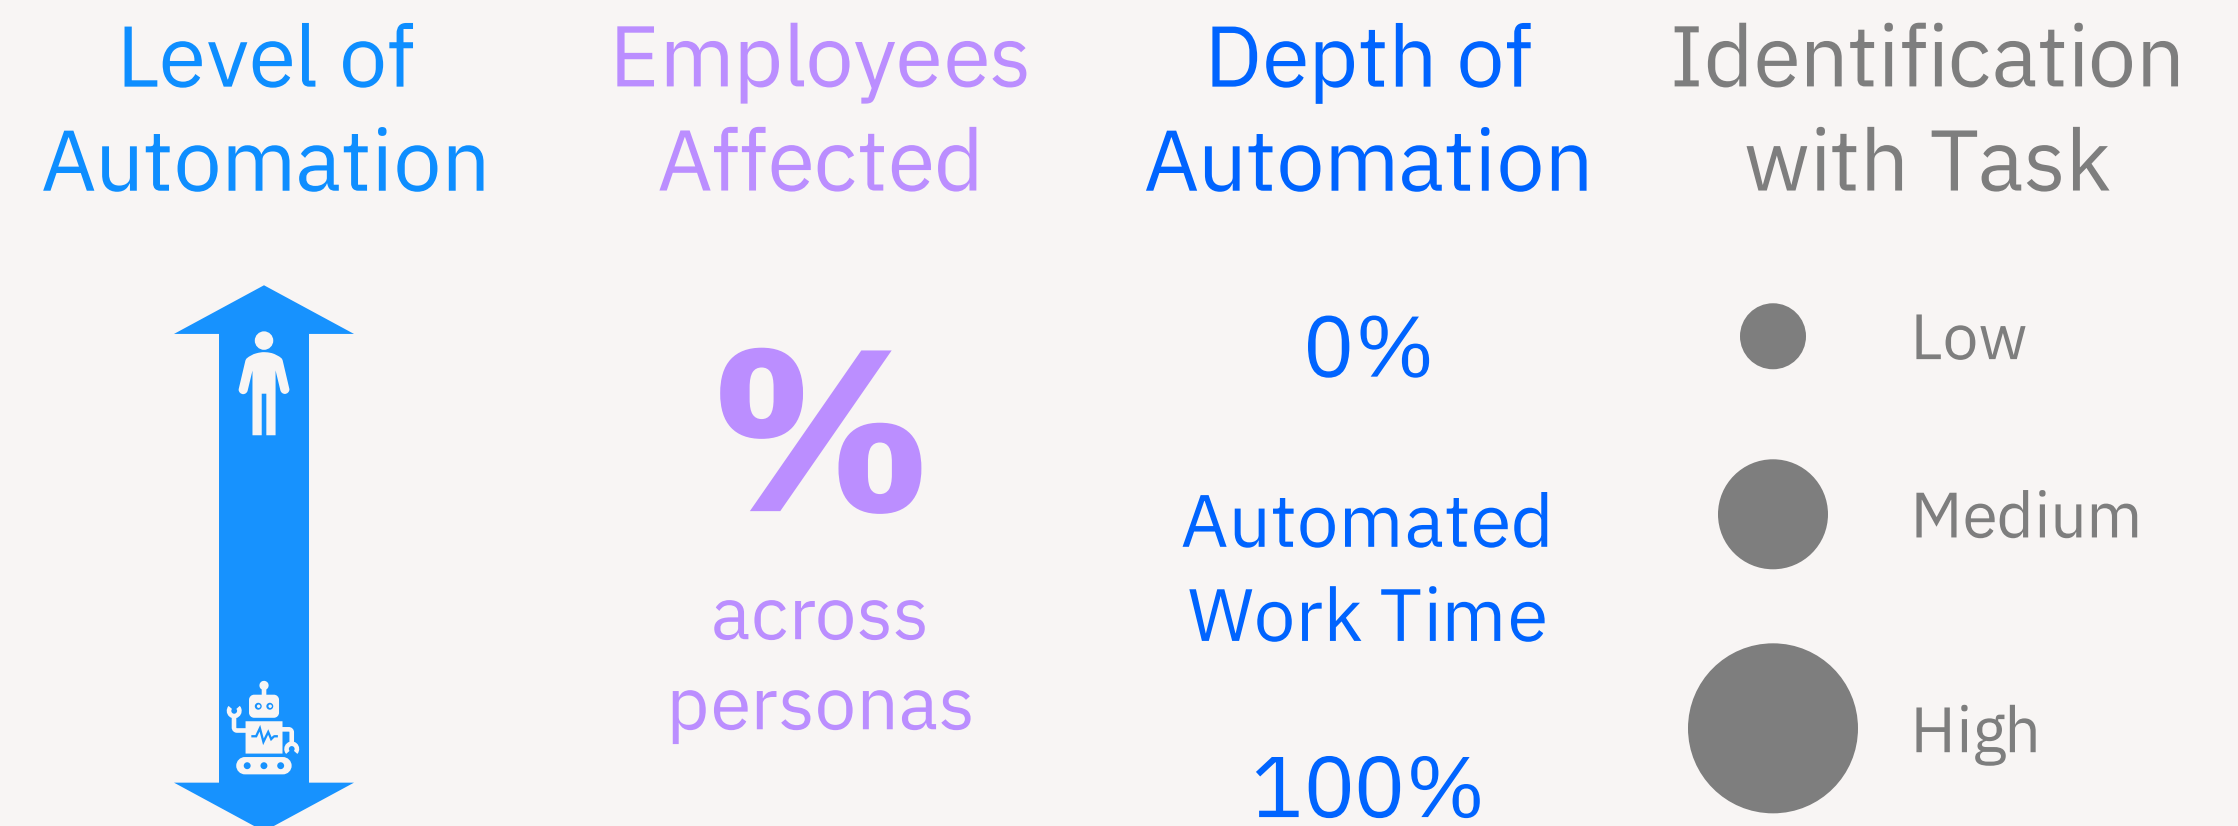 Level of
Automation
Employees
Affected
%
across
personas
Depth of
Automation
0%
Automated
Work Time
100%
Identification
with Task
Low
Medium
High